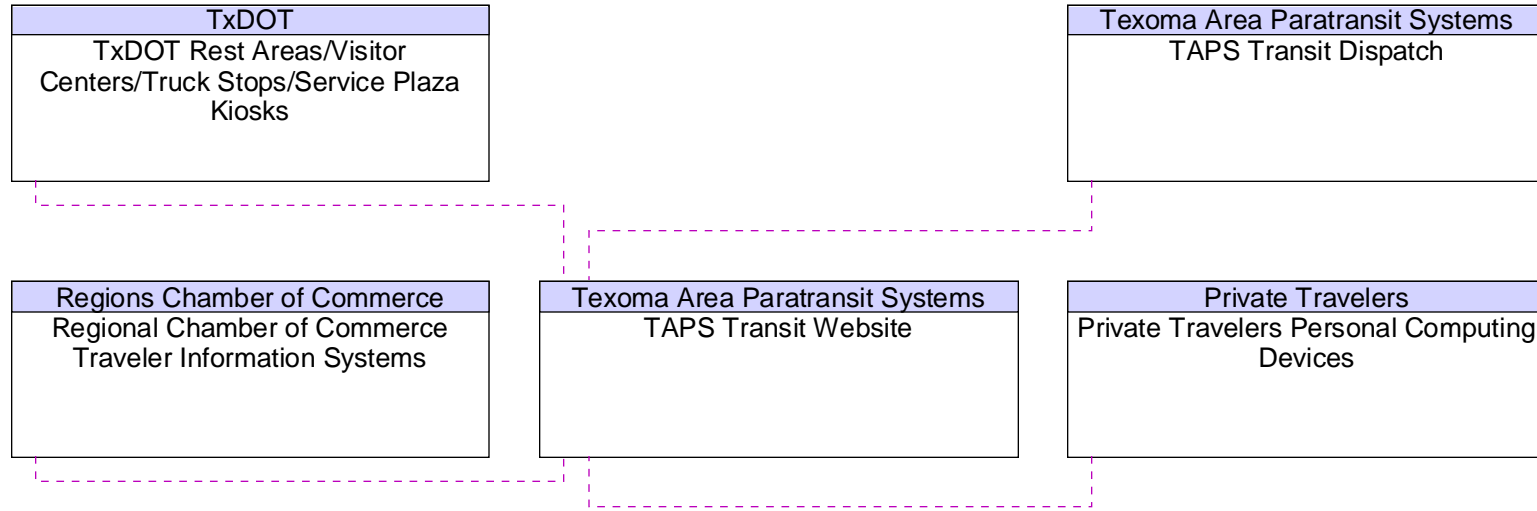 TxDOT
TxDOT Rest Areas/Visitor
Centers/Truck Stops/Service Plaza
Kiosks
Texoma Area Paratransit Systems
TAPS Transit Dispatch
Regions Chamber of Commerce
Regional Chamber of Commerce
Traveler Information Systems
Texoma Area Paratransit Systems
TAPS Transit Website
Private Travelers
Private Travelers Personal Computing
Devices